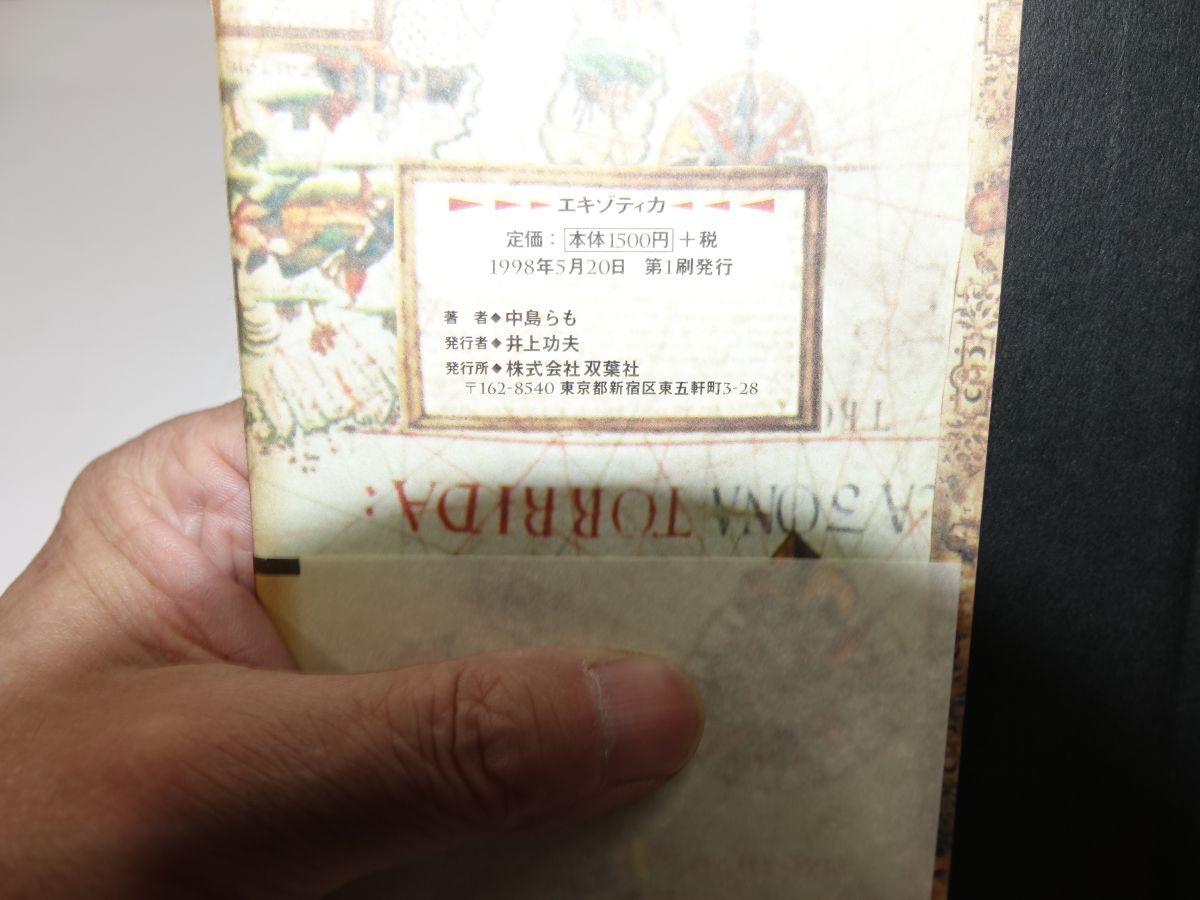 エキゾティカ
定価：本体1500円＋税
1998年5月20日　第1刷発行
著　者◆中島らも
発行者◆井上功夫
発行所◆株式会社双葉社
〒162-8540 東京都新宿区東五軒町3-28
TORRIDA: